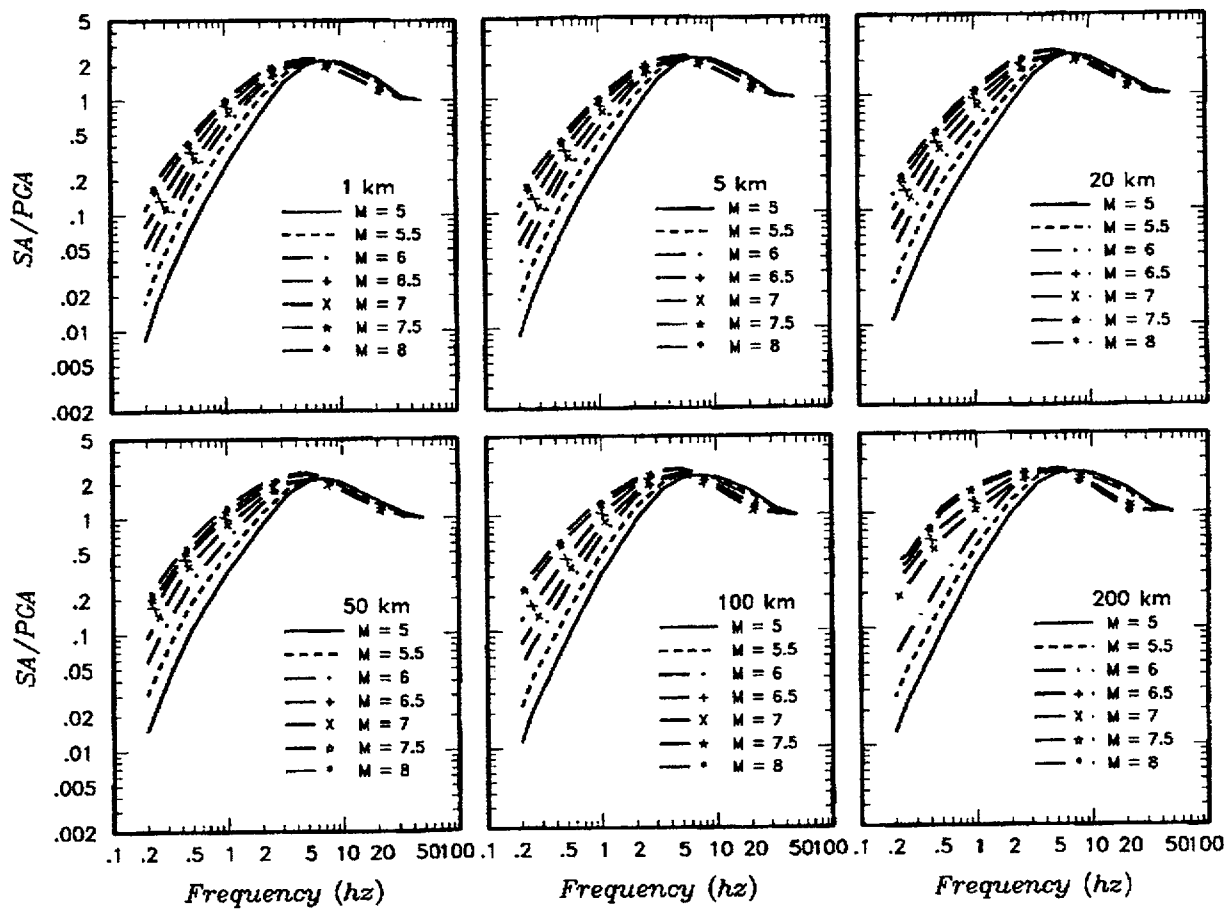 5
2
1
.5
.2
.1
.05
.02
.01
.005
.002
SA/PGA
1 km
M = 5
M = 5.5
M = 6
+ M = 6.5
x M = 7
* M = 7.5
* M = 8
5 km
M = 5
M = 5.5
M = 6
+ M = 6.5
x M = 7
* M = 7.5
* M = 8
20 km
M = 5
M = 5.5
M = 6
+ M = 6.5
x M = 7
* M = 7.5
* M = 8
5
2
1
.5
.2
.1
.05
.02
.01
.005
.002
SA/PGA
50 km
M = 5
M = 5.5
M = 6
+ M = 6.5
x M = 7
* M = 7.5
* M = 8
100 km
M = 5
M = 5.5
M = 6
+ M = 6.5
x M = 7
* M = 7.5
* M = 8
200 km
M = 5
M = 5.5
M = 6
+ M = 6.5
x M = 7
* M = 7.5
* M = 8
.1 .2 .5 1 2 5 10 20 50100
.1 .2 .5 1 2 5 10 20 50100
.1 .2 .5 1 2 5 10 20 50 100
Frequency (hz)
Frequency (hz)
Frequency (hz)